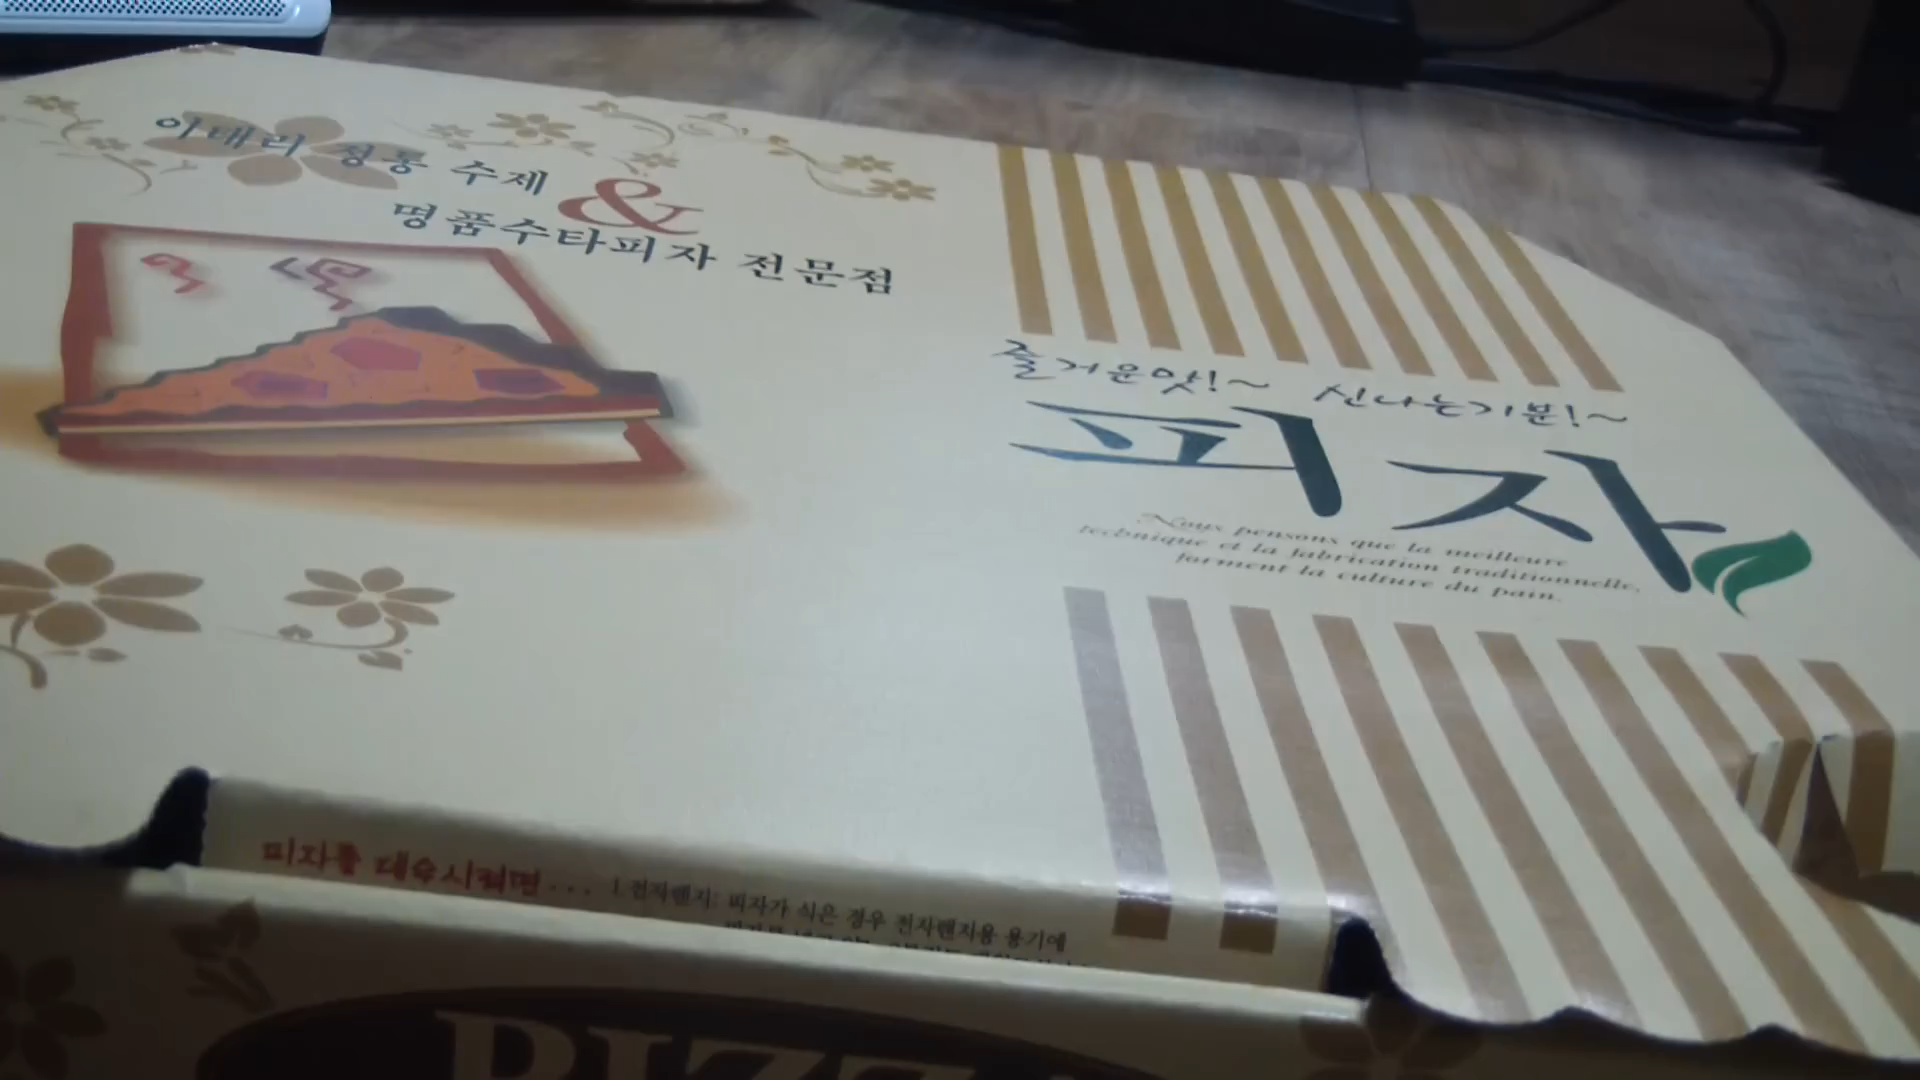 이태리 정통 수제 &
명품수타피자 전문점
즐거운맛!~ 신나는기분!~
피자
Nous pensons que la meilleure
technique et la fabrication traditionnelle,
forment la culture du pain.
피자를 데우시려면... 1.전자렌지: 피자가 식은 경우 전자렌지용 용기에